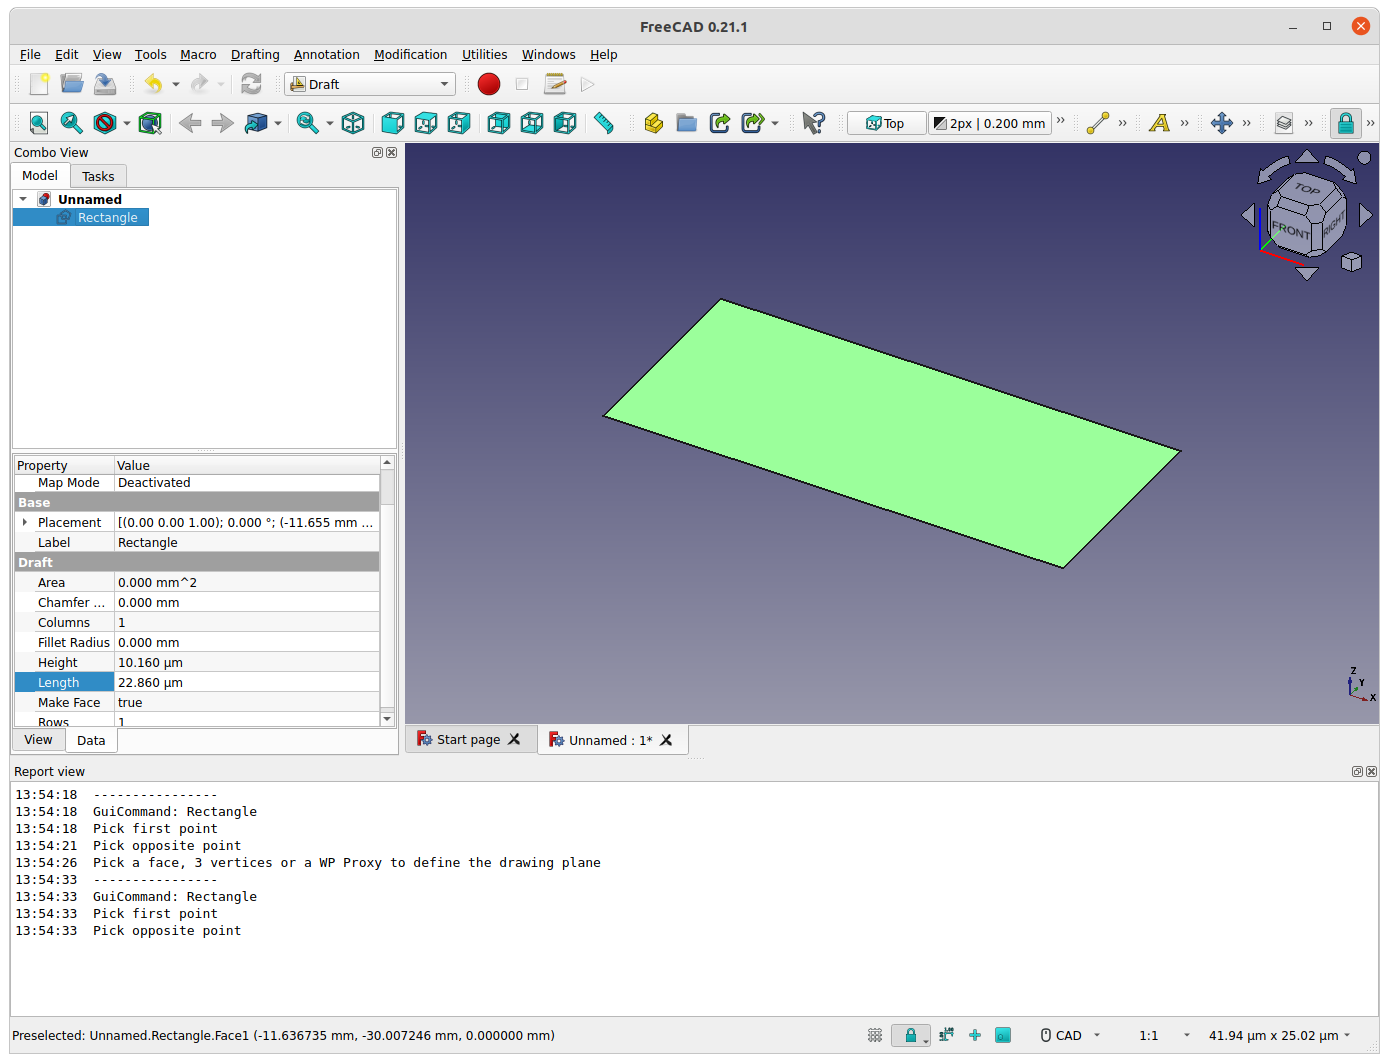 FreeCAD 0.21.1
File Edit View Tools Macro Drafting Annotation Modification Utilities Windows Help
Draft
Top 2px | 0.200 mm
Combo View
Model Tasks
Unnamed
Rectangle
TOP
FRONT
RIGHT
Property Value
Map Mode Deactivated
Base
Placement [(0.00 0.00 1.00); 0.000 °; (-11.655 mm ...
Label Rectangle
Draft
Area 0.000 mm^2
Chamfer ... 0.000 mm
Columns 1
Fillet Radius 0.000 mm
Height 10.160 µm
Length 22.860 µm
Make Face true
Rows 1
Z
Y
X
View Data
Start page Unnamed : 1*
Report view
13:54:18 ----------------
13:54:18 GuiCommand: Rectangle
13:54:18 Pick first point
13:54:21 Pick opposite point
13:54:26 Pick a face, 3 vertices or a WP Proxy to define the drawing plane
13:54:33 ----------------
13:54:33 GuiCommand: Rectangle
13:54:33 Pick first point
13:54:33 Pick opposite point
Preselected: Unnamed.Rectangle.Face1 (-11.636735 mm, -30.007246 mm, 0.000000 mm) CAD 1:1 41.94 µm x 25.02 µm